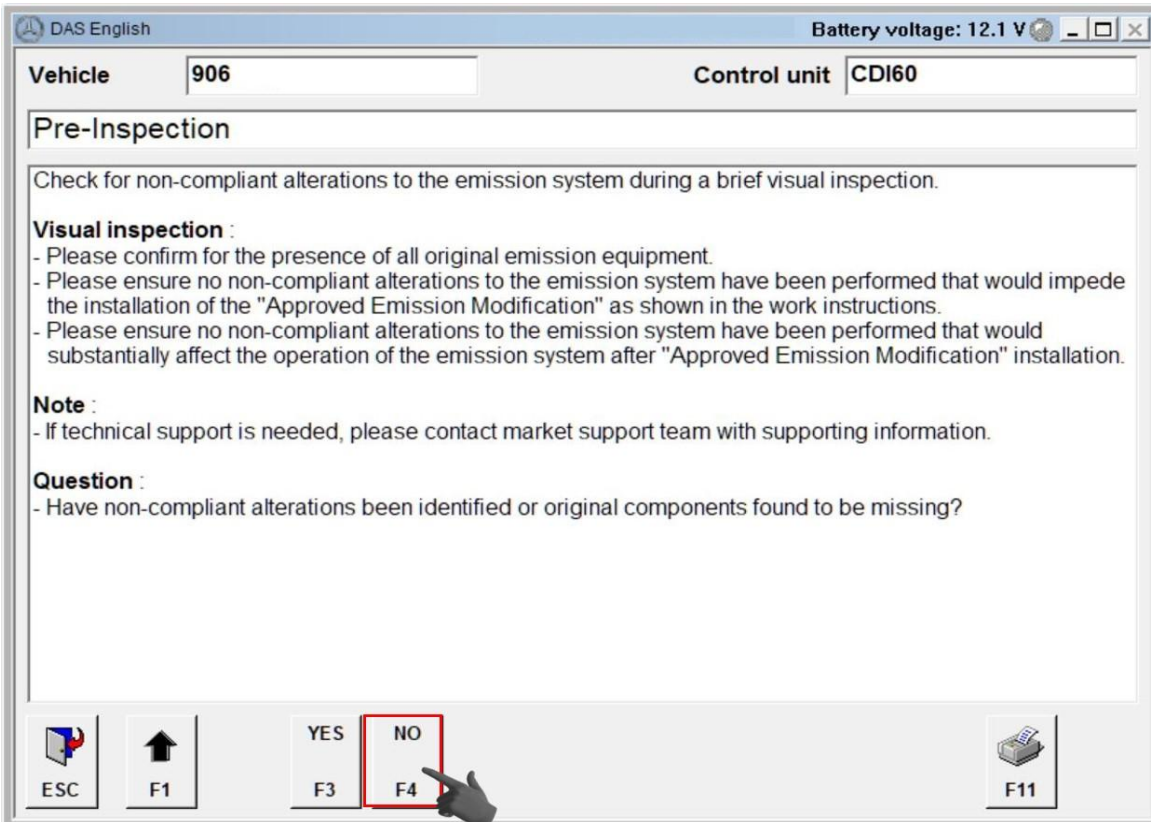 DAS English
Battery voltage: 12.1 V
Vehicle 906 Control unit CDI60
Pre-Inspection
Check for non-compliant alterations to the emission system during a brief visual inspection.
Visual inspection :
- Please confirm for the presence of all original emission equipment.
- Please ensure no non-compliant alterations to the emission system have been performed that would impede
the installation of the "Approved Emission Modification" as shown in the work instructions.
- Please ensure no non-compliant alterations to the emission system have been performed that would
substantially affect the operation of the emission system after "Approved Emission Modification" installation.
Note :
- If technical support is needed, please contact market support team with supporting information.
Question :
- Have non-compliant alterations been identified or original components found to be missing?
YES NO
ESC F1 F3 F4 F11